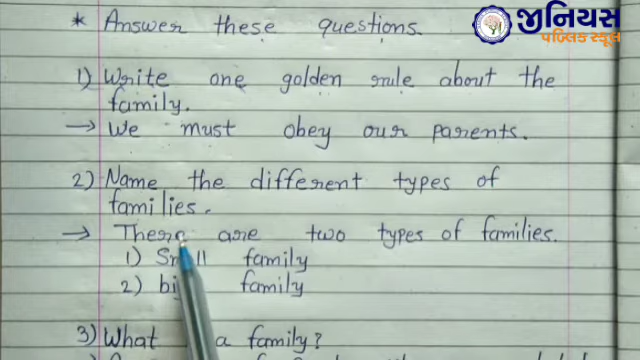 જીનિયસ
પબ્લિક સ્કૂલ
* Answer these questions.
1) Write one golden rule about the
family.
→ We must obey our parents.
2) Name the different types of
families.
→ There are two types of families.
1) Small family
2) family
3) What a family?